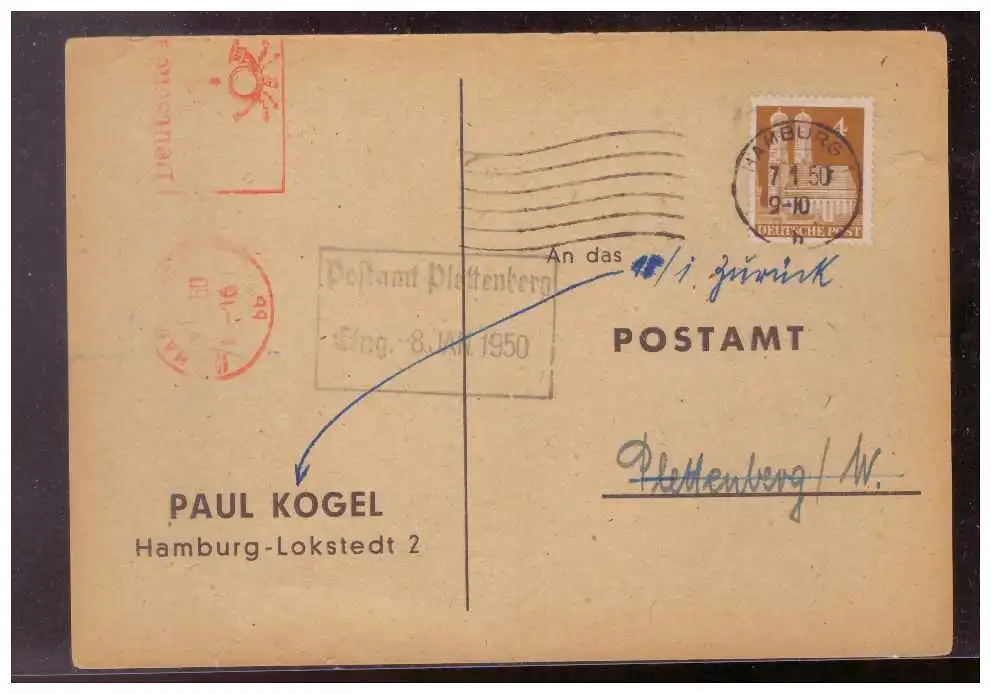 Deutsche
4
HAMBURG
7 1 50
9-10
DEUTSCHE POST
An das
i. zurück
Postamt Plettenberg
Eing. -8. JAN. 1950
POSTAMT
Plettenberg/W.
PAUL KOGEL
Hamburg-Lokstedt 2